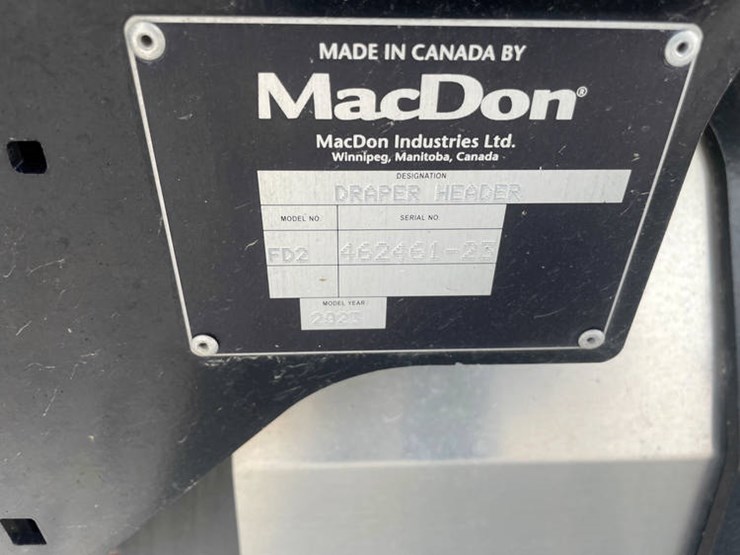 MADE IN CANADA BY
MacDon®
MacDon Industries Ltd.
Winnipeg, Manitoba, Canada
DESIGNATION
DRAPER HEADER
MODEL NO. SERIAL NO.
FD2 462461-23
MODEL YEAR
2023